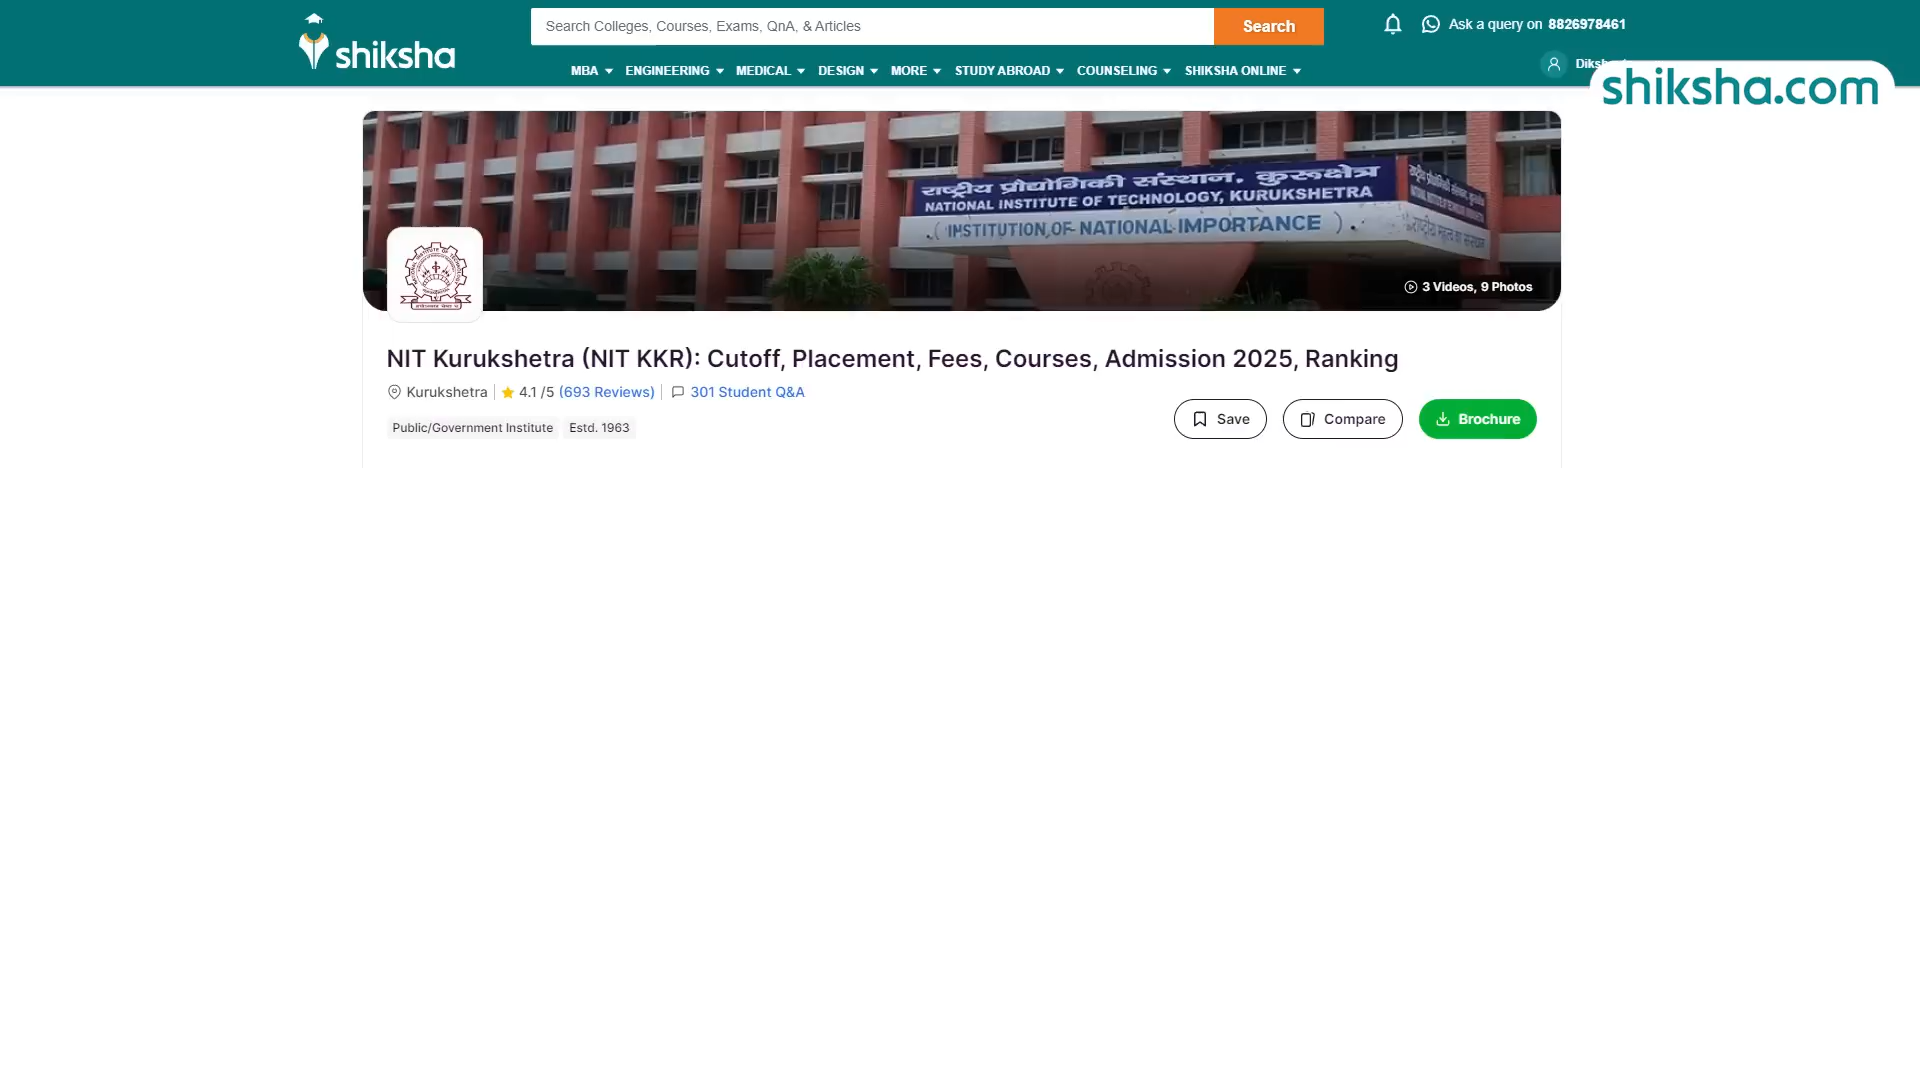 shiksha
Search Colleges, Courses, Exams, QnA, & Articles
Search
Ask a query on 8826978461
MBA
ENGINEERING
MEDICAL
DESIGN
MORE
STUDY ABROAD
COUNSELING
SHIKSHA ONLINE
shiksha.com
राष्ट्रीय प्रौद्योगिकी संस्थान, कुरूक्षेत्र
NATIONAL INSTITUTE OF TECHNOLOGY, KURUKSHETRA
(INSTITUTION OF NATIONAL IMPORTANCE)
3 Videos, 9 Photos
NIT Kurukshetra (NIT KKR): Cutoff, Placement, Fees, Courses, Admission 2025, Ranking
Kurukshetra
4.1 /5 (693 Reviews)
301 Student Q&A
Public/Government Institute
Estd. 1963
Save
Compare
Brochure